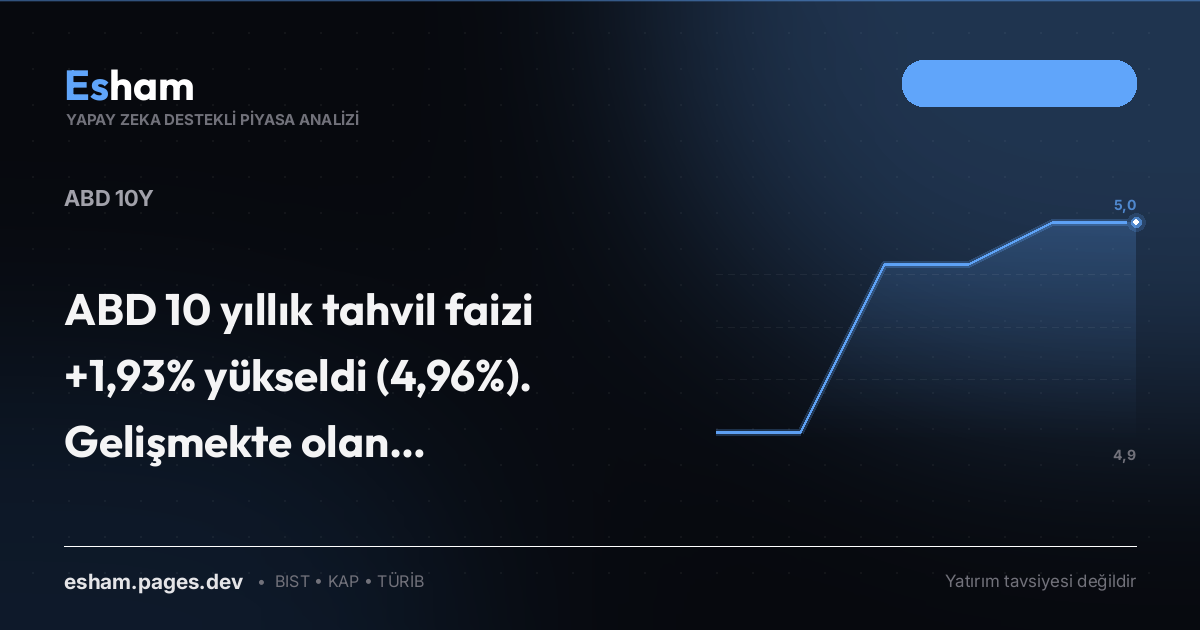 Esham
YAPAY ZEKA DESTEKLİ PİYASA ANALİZİ
ABD 10Y
ABD 10 yıllık tahvil faizi
+1,93% yükseldi (4,96%).
Gelişmekte olan...
5,0
4,9
esham.pages.dev • BIST • KAP • TÜRİB
Yatırım tavsiyesi değildir